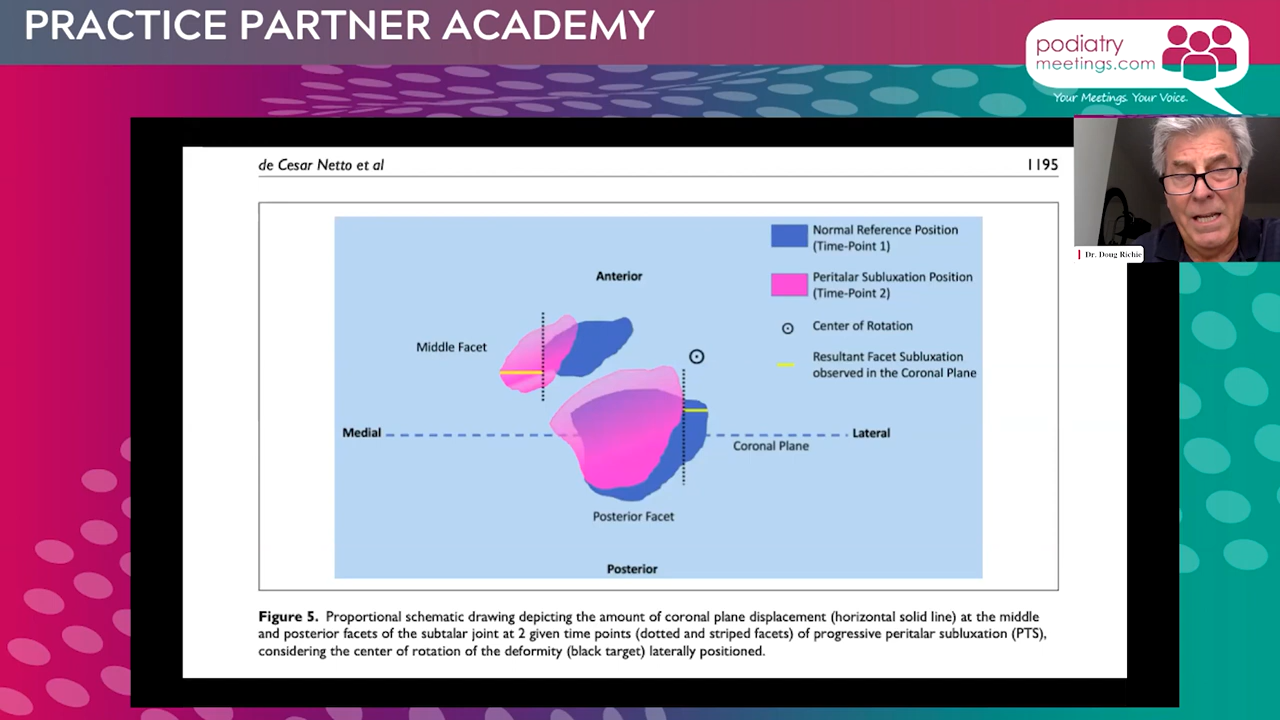 PRACTICE PARTNER ACADEMY
podiatry
meetings.com
Your Meetings. Your Voice.
de Cesar Netto et al
1195
Dr. Doug Richie
Normal Reference Position
(Time-Point 1)
Anterior
Peritalar Subluxation Position
(Time-Point 2)
Center of Rotation
Middle Facet
Resultant Facet Subluxation
observed in the Coronal Plane
Medial
Lateral
Coronal Plane
Posterior Facet
Posterior
Figure 5. Proportional schematic drawing depicting the amount of coronal plane displacement (horizontal solid line) at the middle
and posterior facets of the subtalar joint at 2 given time points (dotted and striped facets) of progressive peritalar subluxation (PTS),
considering the center of rotation of the deformity (black target) laterally positioned.